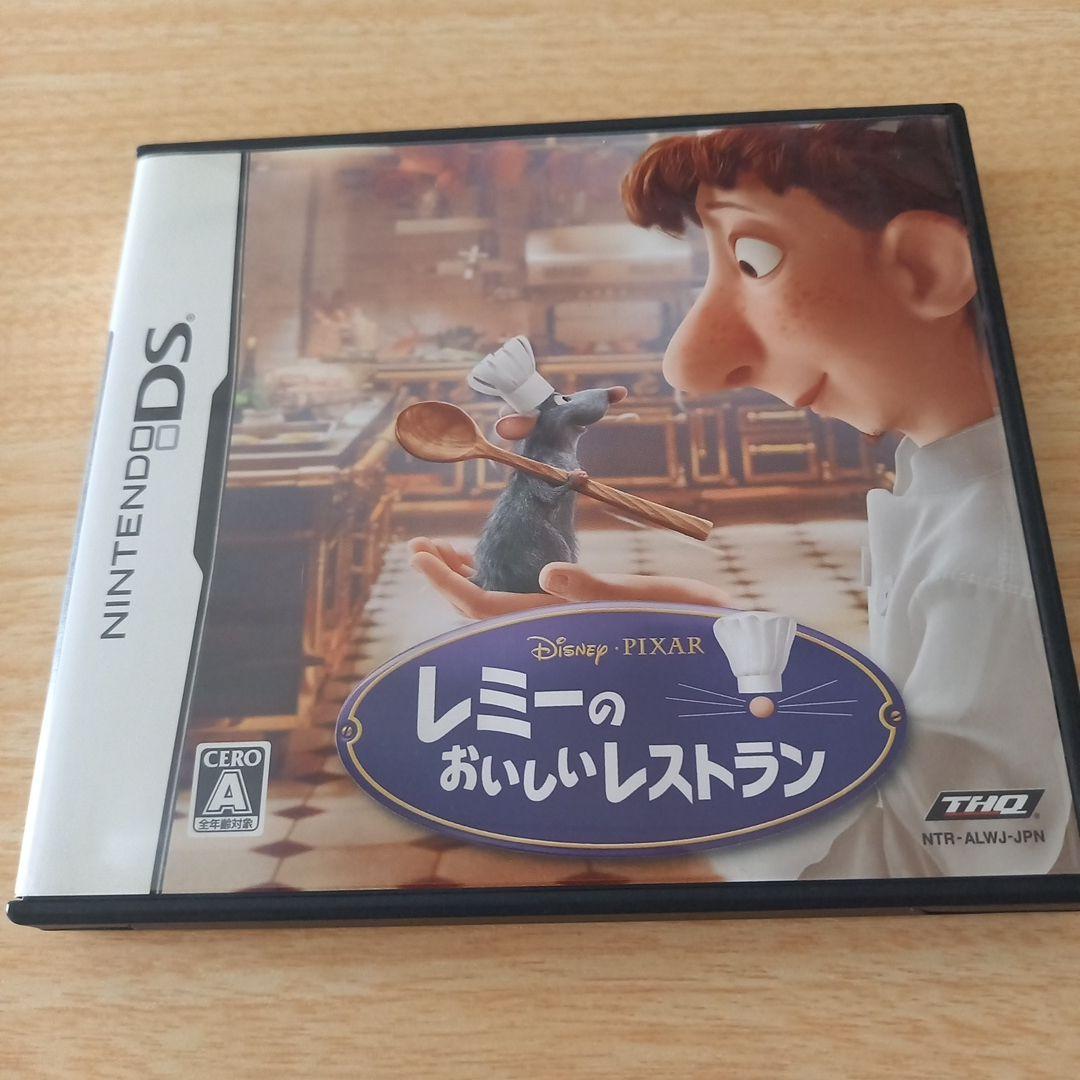 NINTENDO DS®
DISNEY · PIXAR
レミーの
おいしいレストラン
CERO
A
全年齢対象
THQ®
NTR-ALWJ-JPN